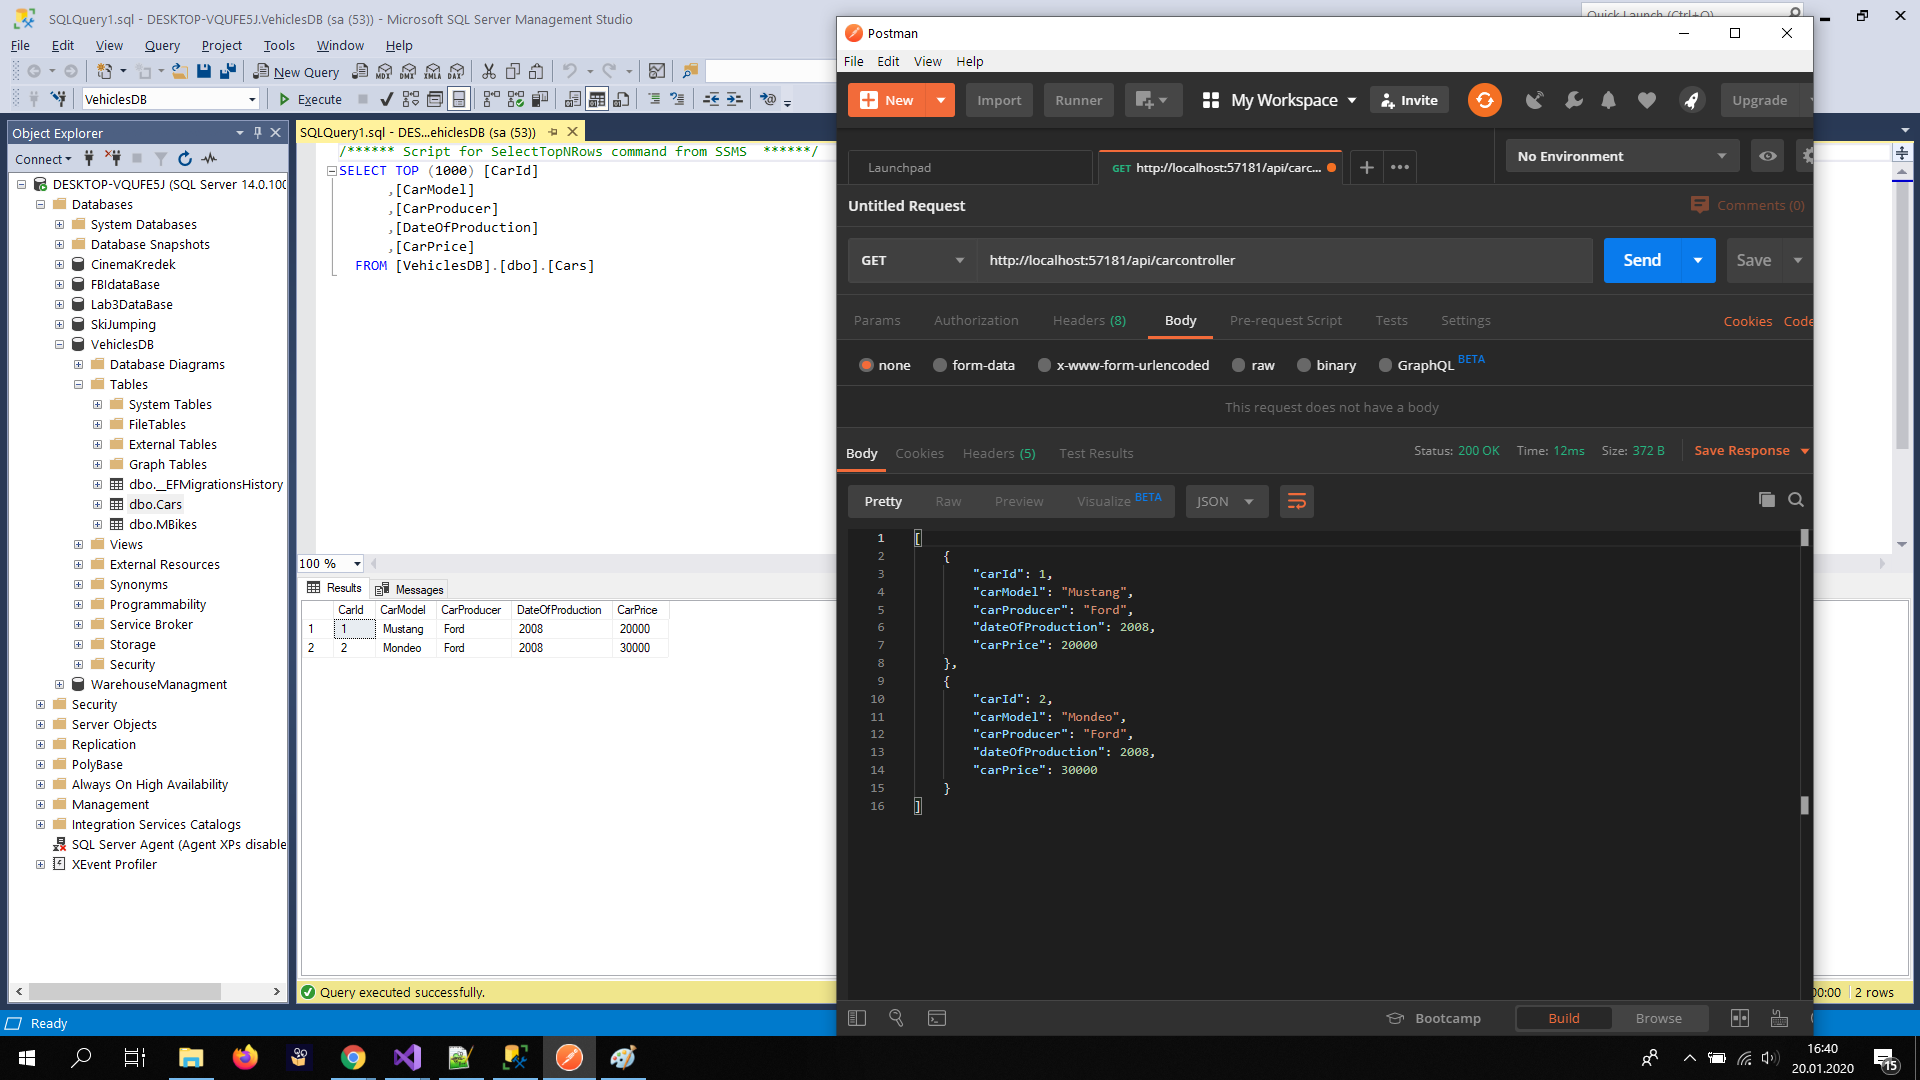 SQLQuery1.sql - DESKTOP-VQUFE5J.VehiclesDB (sa (53)) - Microsoft SQL Server Management Studio
Quick Launch (Ctrl+Q)
File Edit View Query Project Tools Window Help
New Query
MDX DMX XMLA DAX
VehiclesDB
Execute
Object Explorer
Connect
DESKTOP-VQUFE5J (SQL Server 14.0.100
Databases
System Databases
Database Snapshots
CinemaKredek
FBIdataBase
Lab3DataBase
SkiJumping
VehiclesDB
Database Diagrams
Tables
System Tables
FileTables
External Tables
Graph Tables
dbo.__EFMigrationsHistory
dbo.Cars
dbo.MBikes
Views
External Resources
Synonyms
Programmability
Service Broker
Storage
Security
WarehouseManagment
Security
Server Objects
Replication
PolyBase
Always On High Availability
Management
Integration Services Catalogs
SQL Server Agent (Agent XPs disable
XEvent Profiler
SQLQuery1.sql - DES...ehiclesDB (sa (53))
/****** Script for SelectTopNRows command from SSMS  ******/
SELECT TOP (1000) [CarId]
,[CarModel]
,[CarProducer]
,[DateOfProduction]
,[CarPrice]
FROM [VehiclesDB].[dbo].[Cars]
100 %
Results Messages
CarId CarModel CarProducer DateOfProduction CarPrice
1 1 Mustang Ford 2008 20000
2 2 Mondeo Ford 2008 30000
Query executed successfully.
00:00 2 rows
Ready
Postman
File Edit View Help
New Import Runner My Workspace Invite Upgrade
Launchpad
GET http://localhost:57181/api/carc...
No Environment
Untitled Request
Comments (0)
GET http://localhost:57181/api/carcontroller Send Save
Params Authorization Headers (8) Body Pre-request Script Tests Settings Cookies Code
none form-data x-www-form-urlencoded raw binary GraphQL BETA
This request does not have a body
Body Cookies Headers (5) Test Results Status: 200 OK Time: 12ms Size: 372 B Save Response
Pretty Raw Preview Visualize BETA JSON
1 [
2 {
3 "carId": 1,
4 "carModel": "Mustang",
5 "carProducer": "Ford",
6 "dateOfProduction": 2008,
7 "carPrice": 20000
8 },
9 {
10 "carId": 2,
11 "carModel": "Mondeo",
12 "carProducer": "Ford",
13 "dateOfProduction": 2008,
14 "carPrice": 30000
15 }
16 ]
Bootcamp Build Browse
16:40
20.01.2020
15